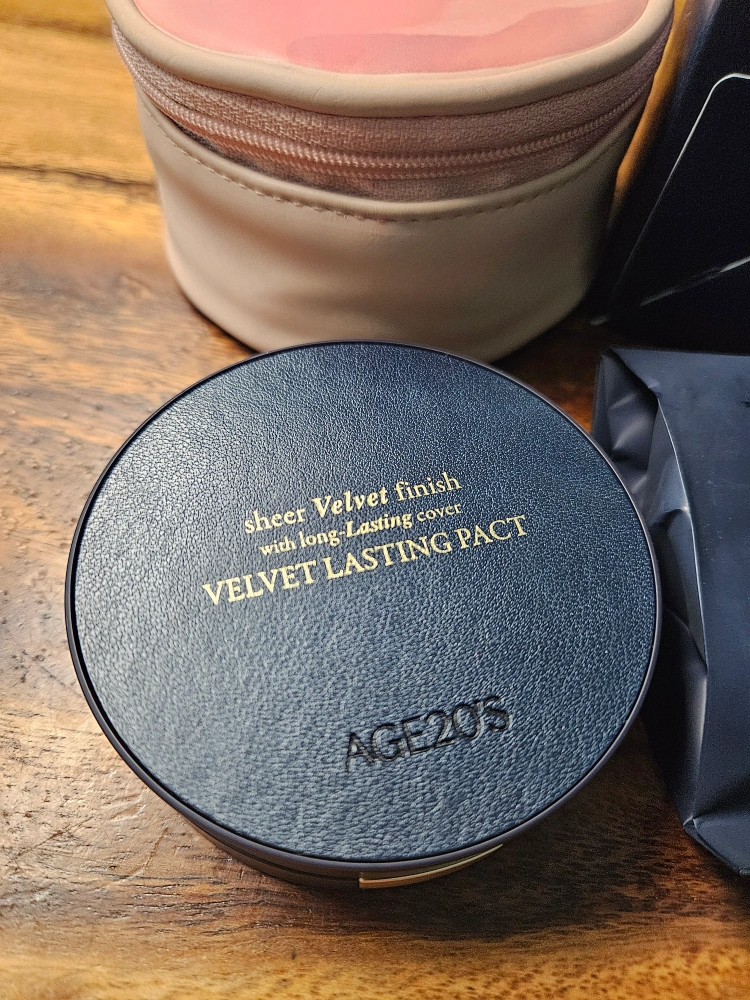 sheer Velvet finish
with long-Lasting cover
VELVET LASTING PACT
AGE20'S